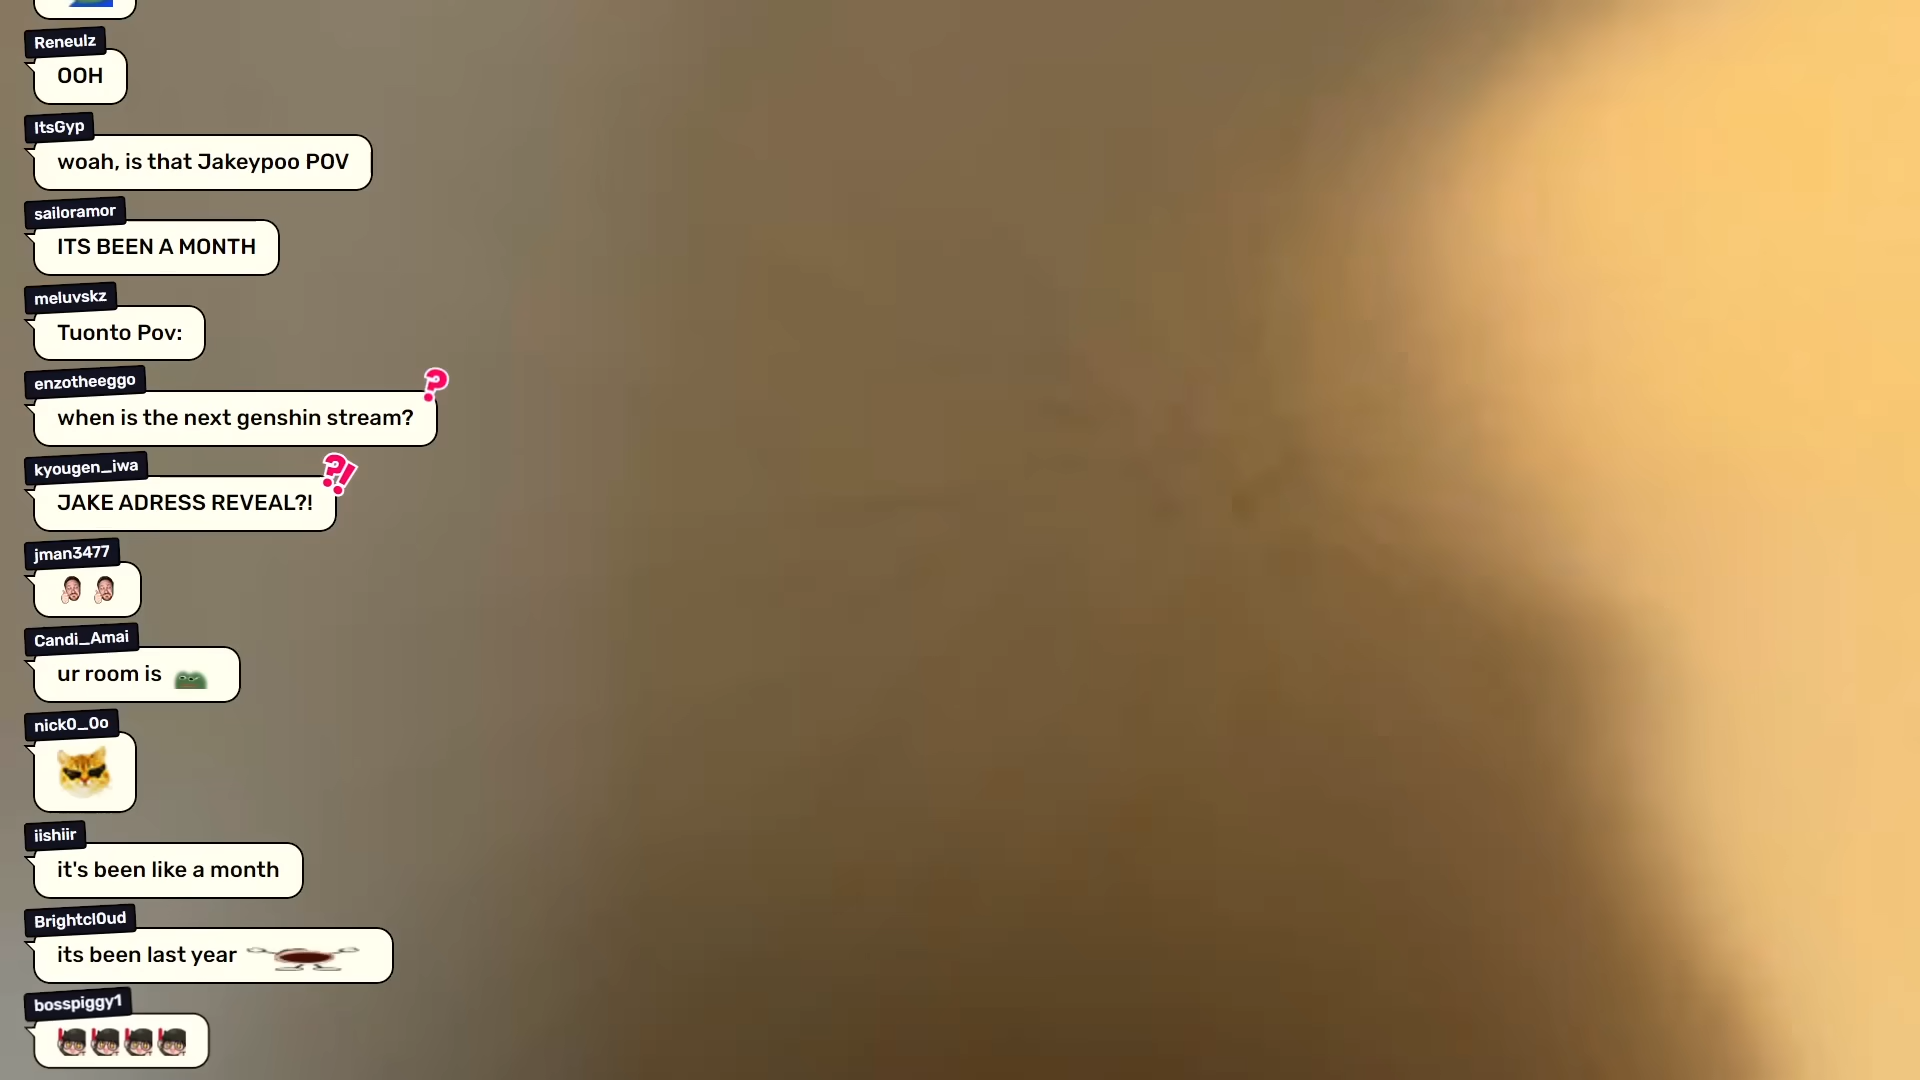 Reneulz
OOH
ItsGyp
woah, is that Jakeypoo POV
sailoramor
ITS BEEN A MONTH
meluvskz
Tuonto Pov:
enzotheeggo
when is the next genshin stream?
?
kyougen_iwa
JAKE ADRESS REVEAL?!
?!
jman3477
Candi_Amai
ur room is
nick0_0o
iishiir
it's been like a month
Brightcl0ud
its been last year
bosspiggy1